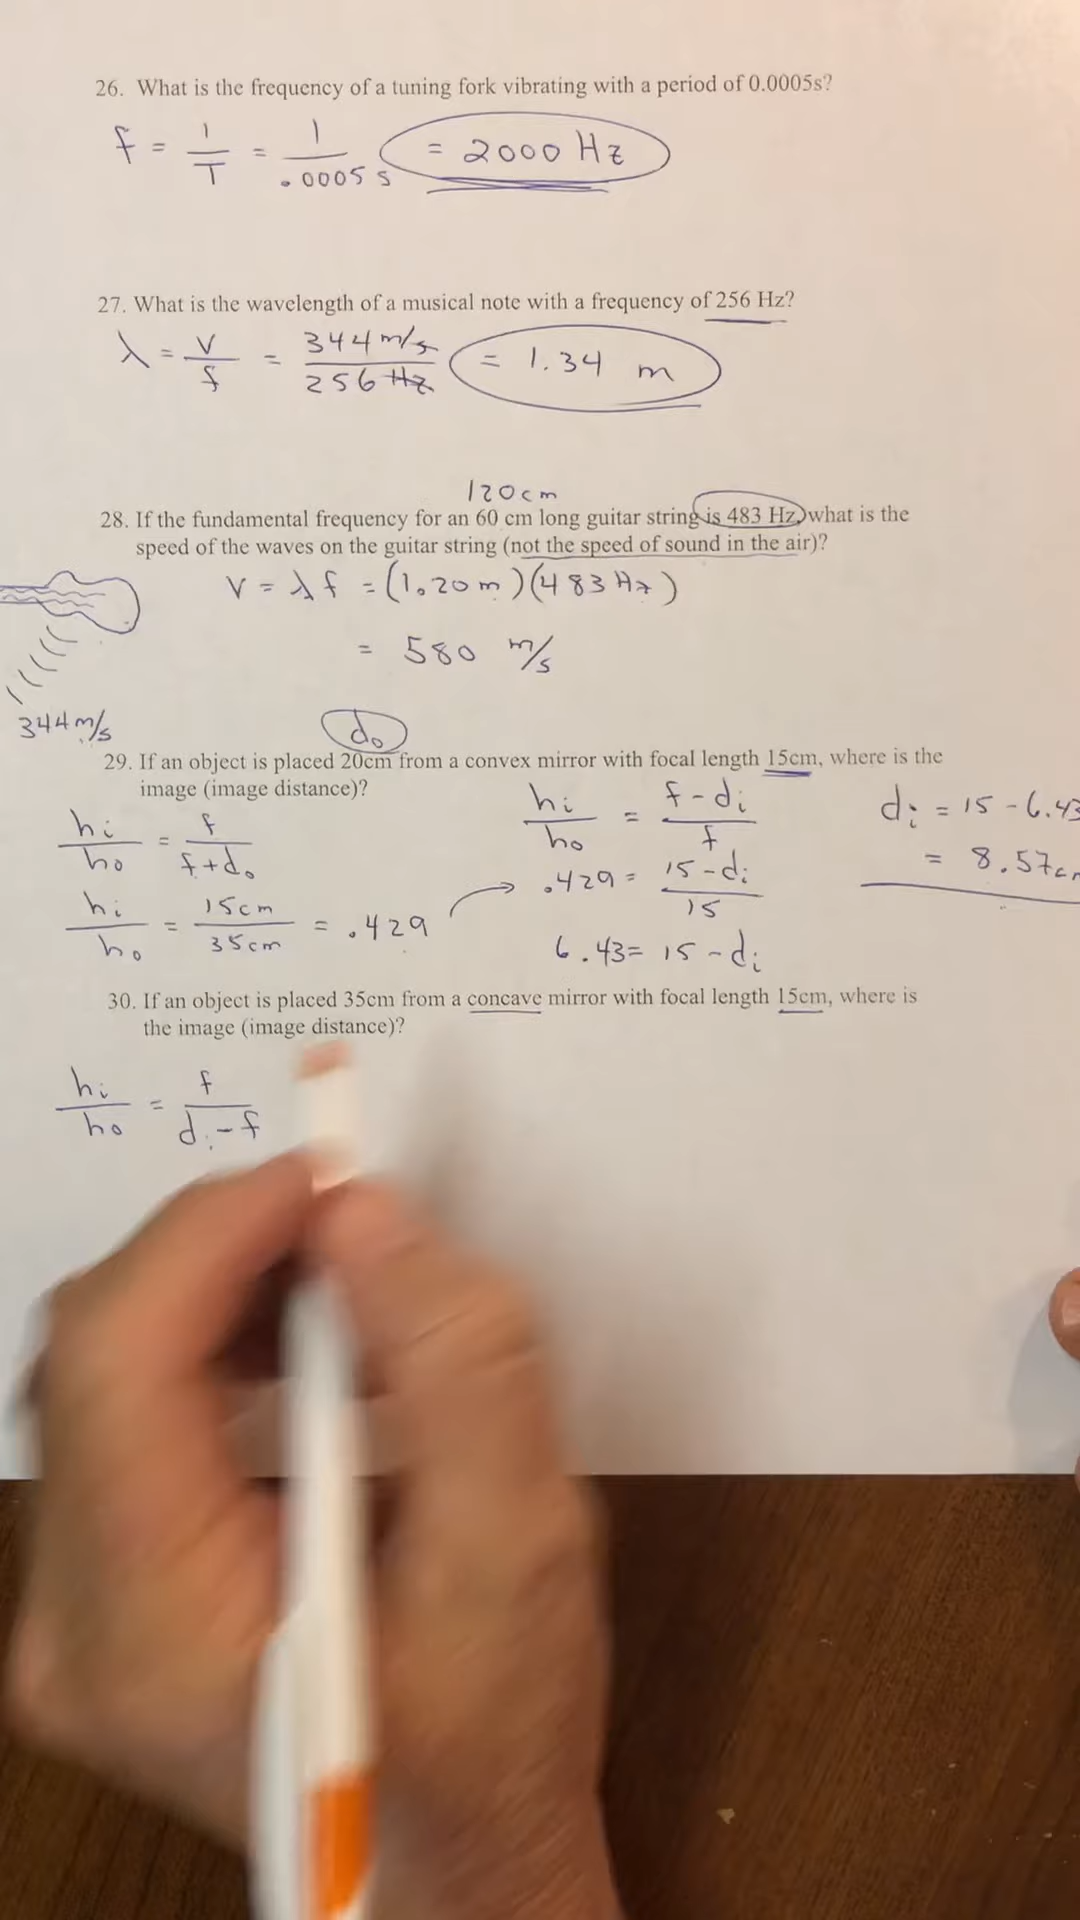 26. What is the frequency of a tuning fork vibrating with a period of 0.0005s?
f = 1/T = 1/.0005 s = 2000 Hz
27. What is the wavelength of a musical note with a frequency of 256 Hz?
λ = v/f = 344 m/s / 256 Hz = 1.34 m
120cm
28. If the fundamental frequency for an 60 cm long guitar string is 483 Hz, what is the
speed of the waves on the guitar string (not the speed of sound in the air)?
v = λ f = (1.20 m)(483 Hz)
= 580 m/s
344 m/s
do
29. If an object is placed 20cm from a convex mirror with focal length 15cm, where is the
image (image distance)?
hi/ho = f/f+do
hi/ho = 15cm/35cm = .429
hi/ho = f-di/f
.429 = 15-di/15
6.43 = 15-di
di = 15-6.43
= 8.57c
30. If an object is placed 35cm from a concave mirror with focal length 15cm, where is
the image (image distance)?
hi/ho = f/d.-f